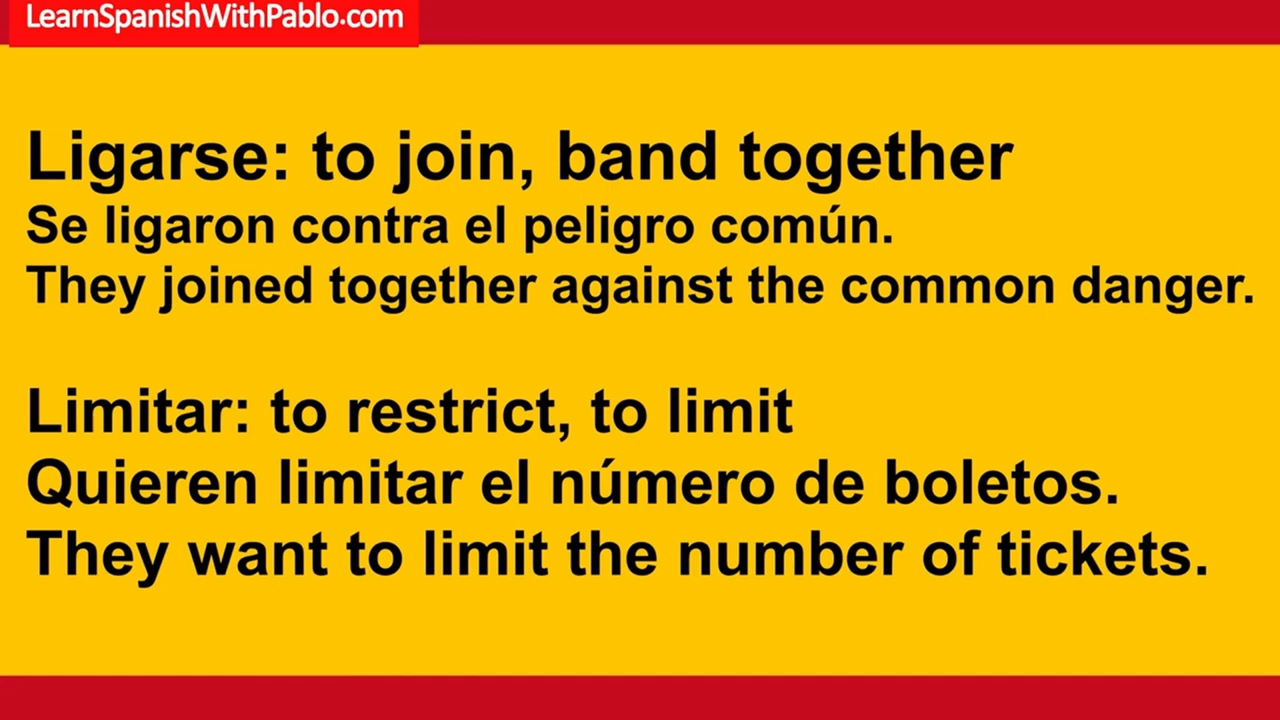 LearnSpanishWithPablo.com
Ligarse: to join, band together
Se ligaron contra el peligro común.
They joined together against the common danger.
Limitar: to restrict, to limit
Quieren limitar el número de boletos.
They want to limit the number of tickets.